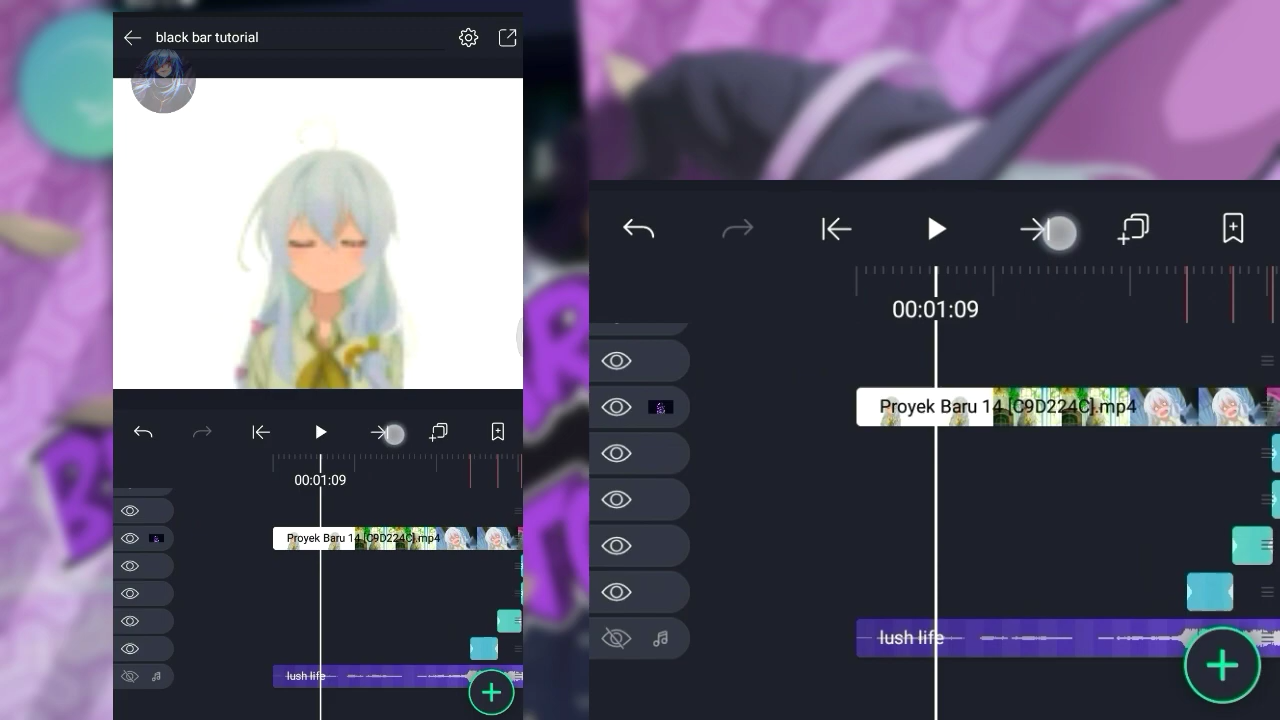 black bar tutorial
00:01:09
Proyek Baru 14 [C9D224C].mp4
lush life
00:01:09
Proyek Baru 14 [C9D224C].mp4
lush life